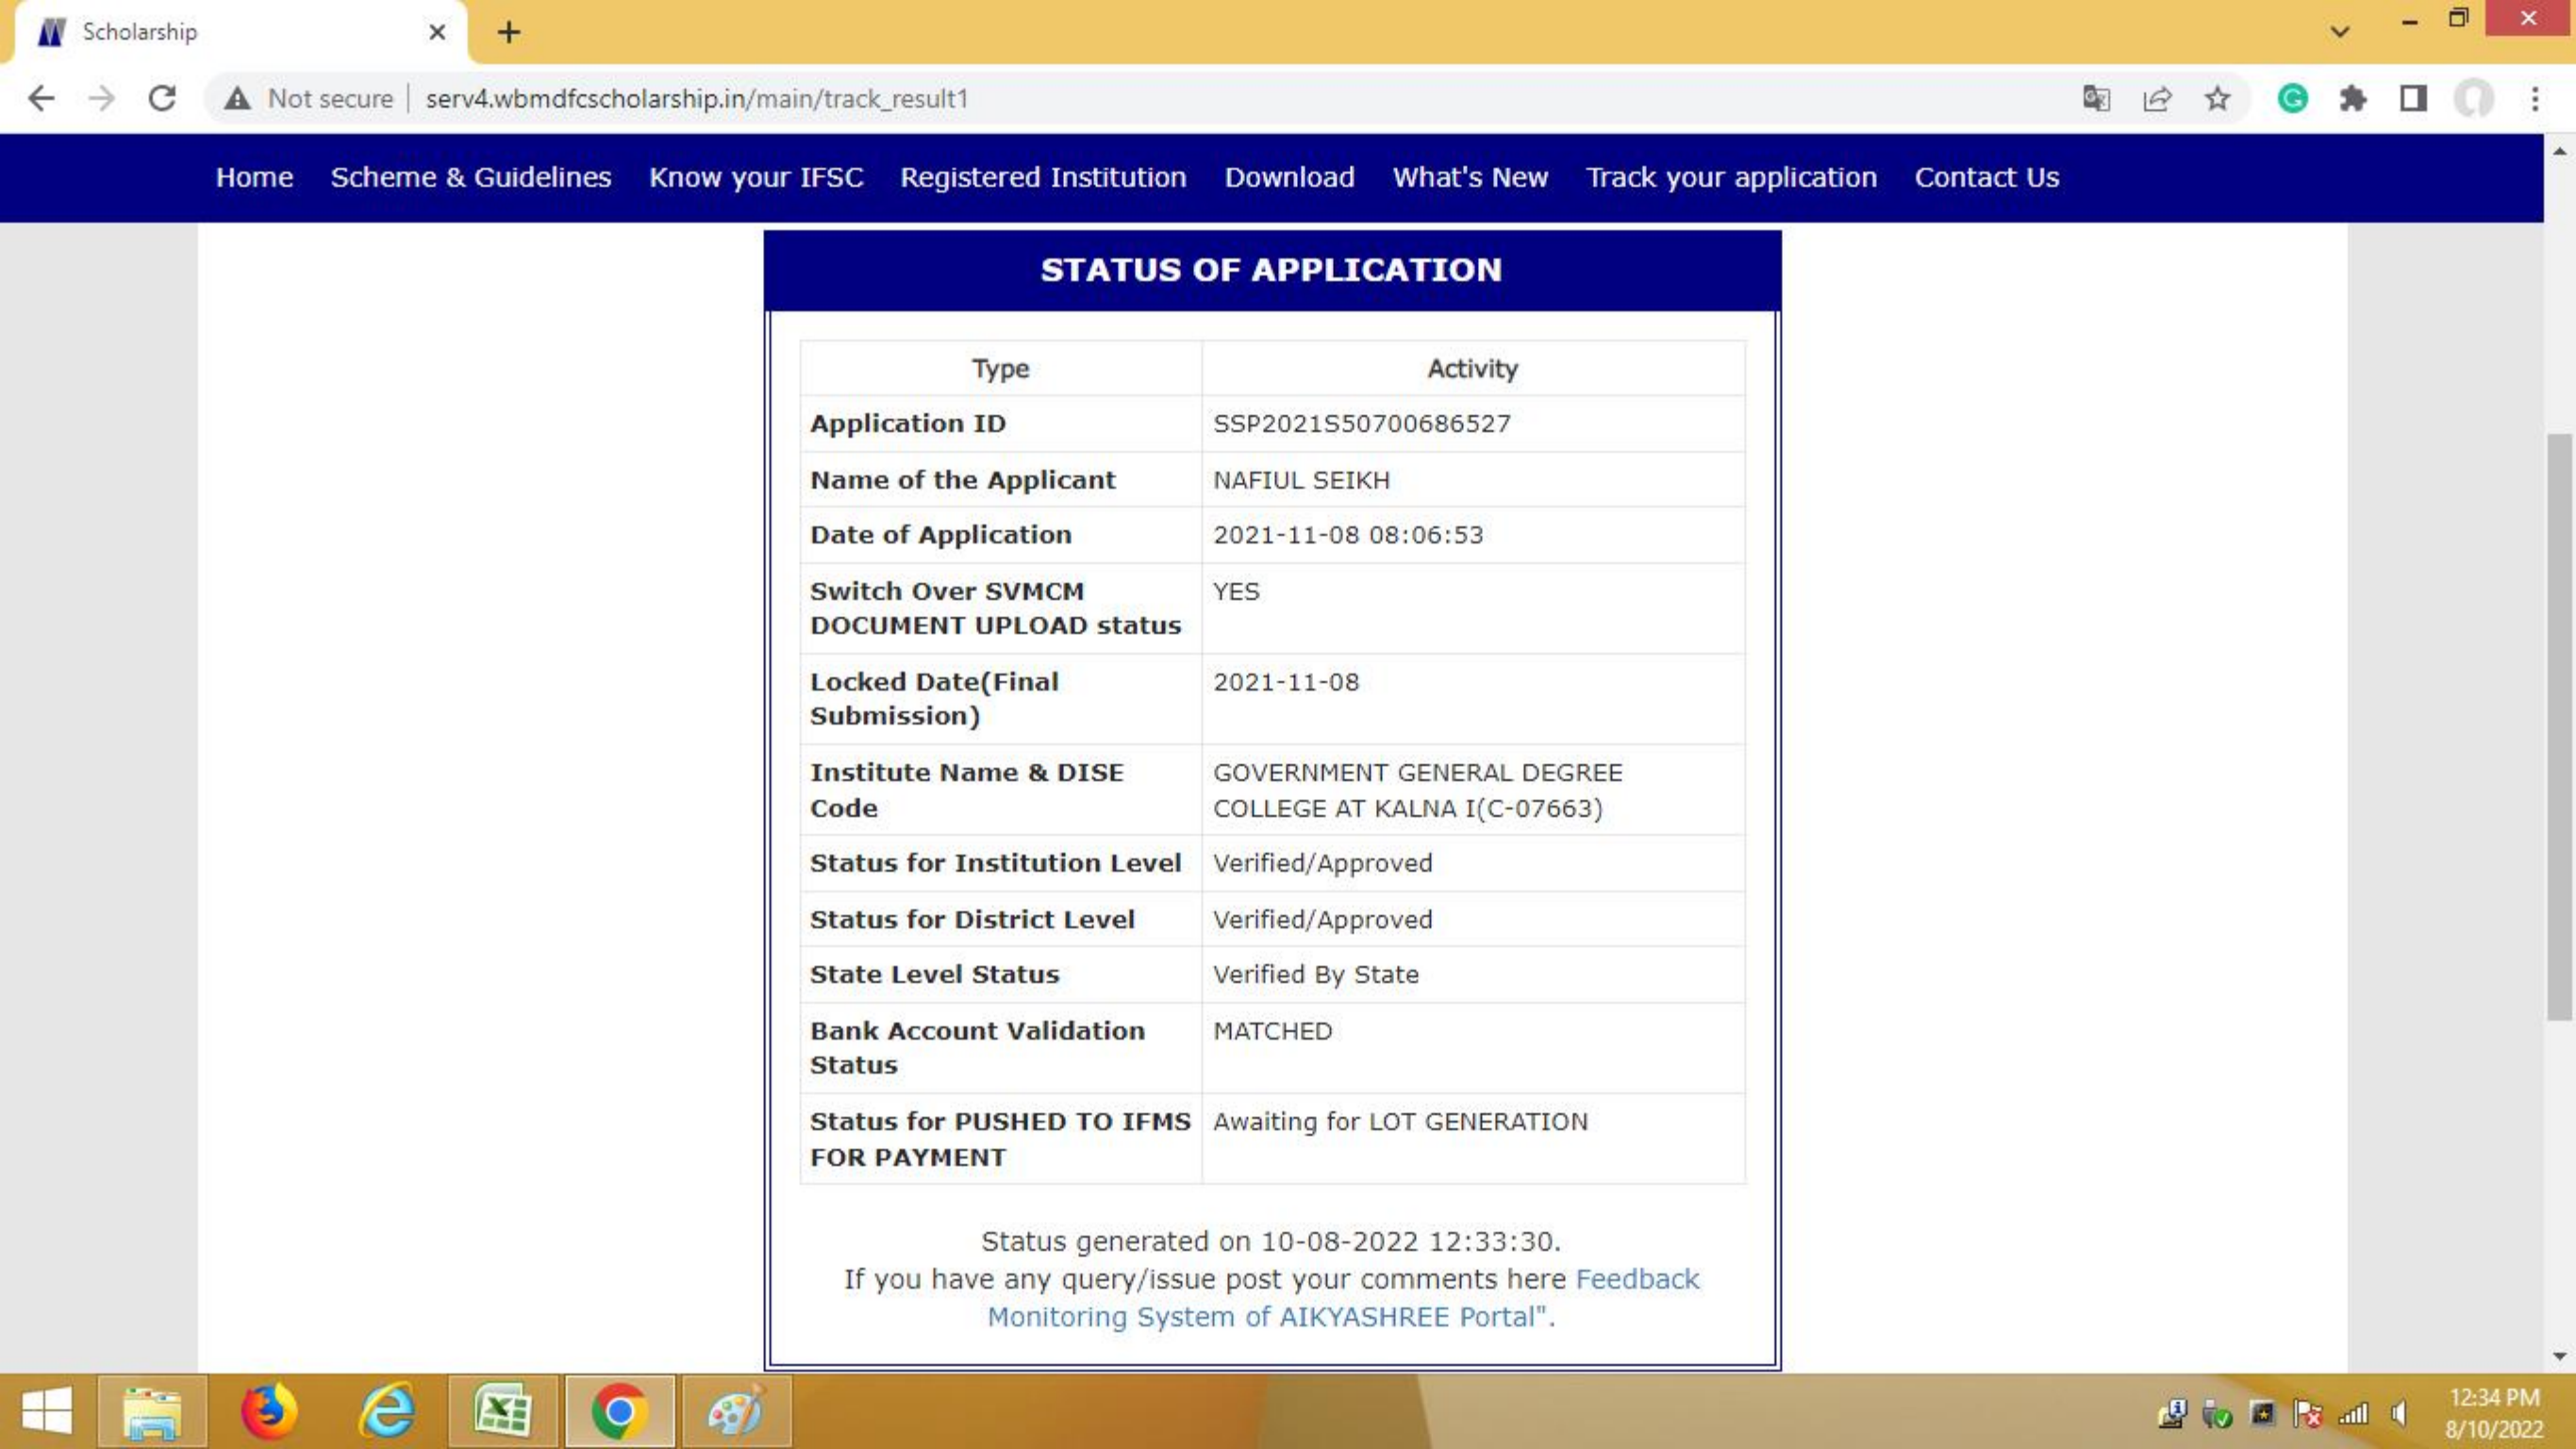 Scholarship
Not secure serv4.wbmdfcscholarship.in/main/track_result1
Home Scheme & Guidelines Know your IFSC Registered Institution Download What's New Track your application Contact Us
STATUS OF APPLICATION
Type Activity
Application ID SSP2021S50700686527
Name of the Applicant NAFIUL SEIKH
Date of Application 2021-11-08 08:06:53
Switch Over SVMCM YES
DOCUMENT UPLOAD status
Locked Date(Final 2021-11-08
Submission)
Institute Name & DISE GOVERNMENT GENERAL DEGREE
Code COLLEGE AT KALNA I(C-07663)
Status for Institution Level Verified/Approved
Status for District Level Verified/Approved
State Level Status Verified By State
Bank Account Validation MATCHED
Status
Status for PUSHED TO IFMS Awaiting for LOT GENERATION
FOR PAYMENT
Status generated on 10-08-2022 12:33:30.
If you have any query/issue post your comments here Feedback
Monitoring System of AIKYASHREE Portal".
12:34 PM
8/10/2022